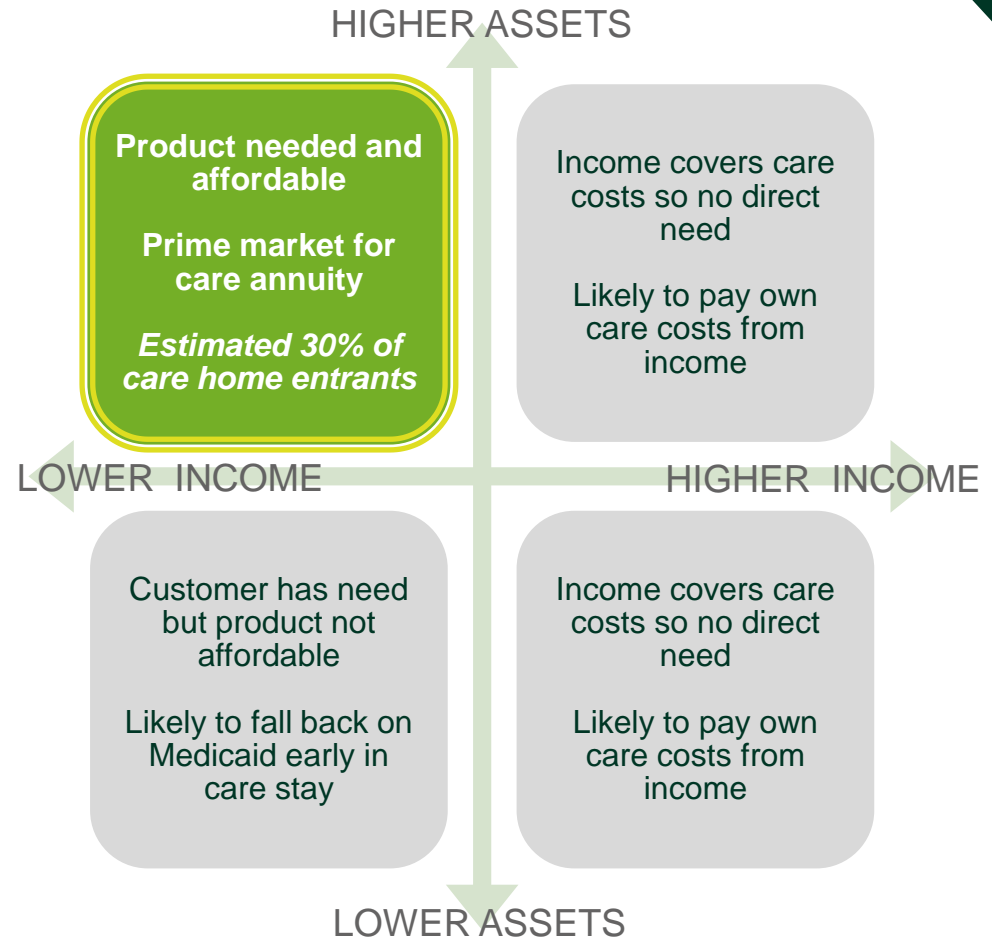 HIGHER ASSETS
Product needed and
affordable
Prime market for
care annuity
Estimated 30% of
care home entrants
Income covers care
costs so no direct
need
Likely to pay own
care costs from
income
LOWER INCOME
HIGHER INCOME
Customer has need
but product not
affordable
Likely to fall back on
Medicaid early in
care stay
Income covers care
costs so no direct
need
Likely to pay own
care costs from
income
LOWER ASSETS